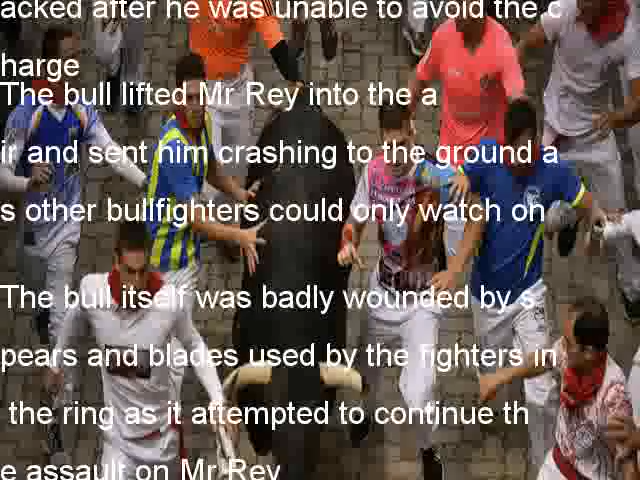 acked after he was unable to avoid the c
harge
The bull lifted Mr Rey into the a
ir and sent him crashing to the ground a
s other bullfighters could only watch on
The bull itself was badly wounded by s
pears and blades used by the fighters in
the ring as it attempted to continue th
e assault on Mr Rey